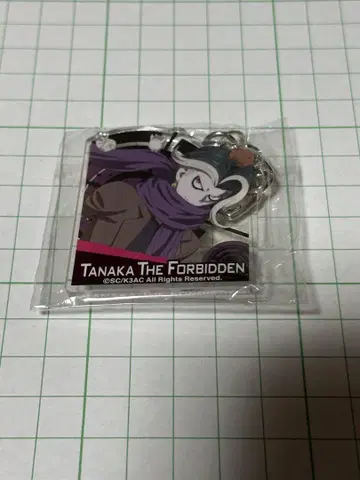 TANAKA THE FORBIDDEN
©SC/K3AC All Rights Reserved.